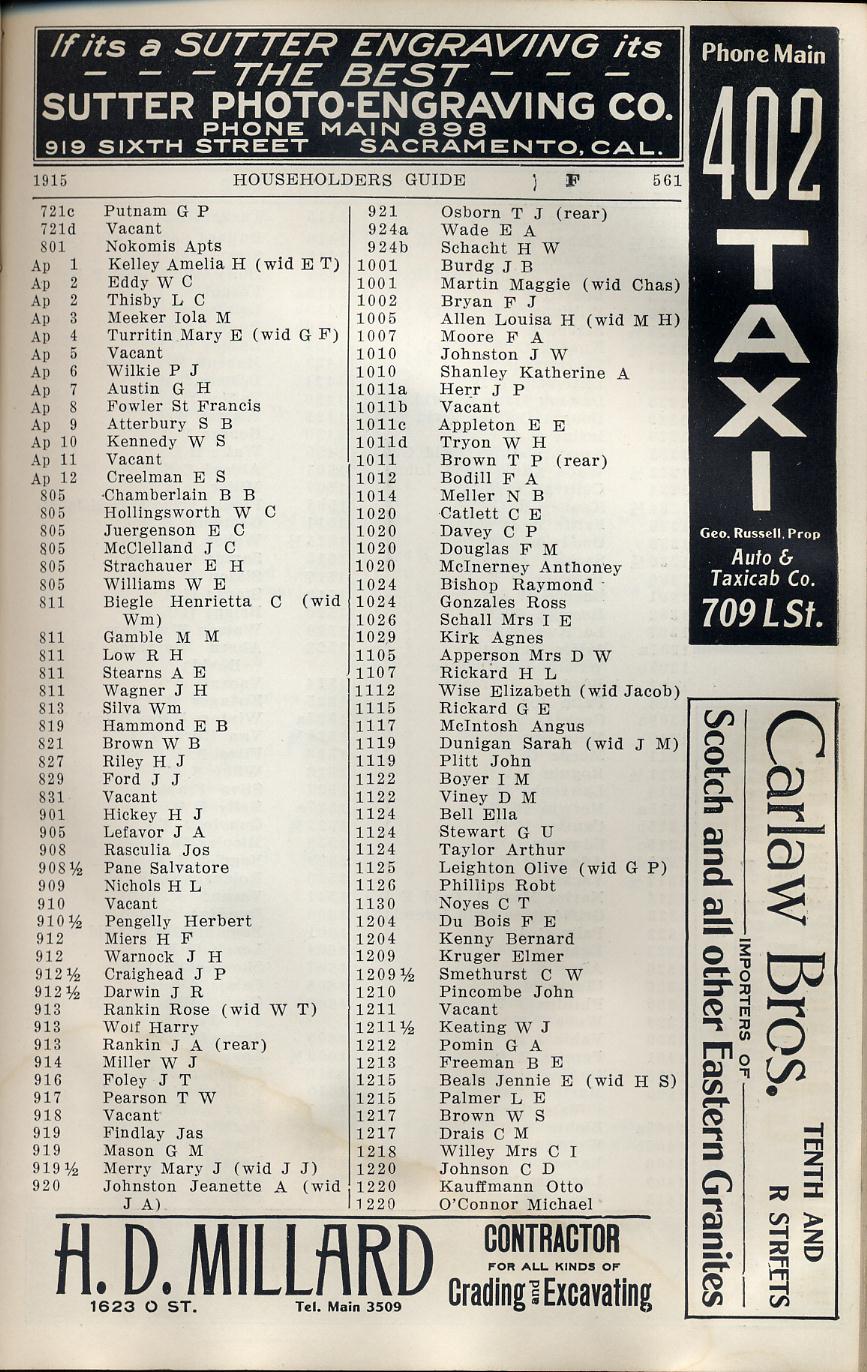 If its a SUTTER ENGRAVING its
- - - THE BEST - - -
SUTTER PHOTO-ENGRAVING CO.
PHONE MAIN 898
919 SIXTH STREET SACRAMENTO, CAL.
1915 HOUSEHOLDERS GUIDE ) F 561
721c Putnam G P
721d Vacant
801 Nokomis Apts
Ap 1 Kelley Amelia H (wid E T)
Ap 2 Eddy W C
Ap 2 Thisby L C
Ap 3 Meeker Iola M
Ap 4 Turritin Mary E (wid G F)
Ap 5 Vacant
Ap 6 Wilkie P J
Ap 7 Austin G H
Ap 8 Fowler St Francis
Ap 9 Atterbury S B
Ap 10 Kennedy W S
Ap 11 Vacant
Ap 12 Creelman E S
805 Chamberlain B B
805 Hollingsworth W C
805 Juergenson E C
805 McClelland J C
805 Strachauer E H
805 Williams W E
811 Biegle Henrietta C (wid
Wm)
811 Gamble M M
811 Low R H
811 Stearns A E
811 Wagner J H
813 Silva Wm
819 Hammond E B
821 Brown W B
827 Riley H J
829 Ford J J
831 Vacant
901 Hickey H J
905 Lefavor J A
908 Rasculia Jos
908½ Pane Salvatore
909 Nichols H L
910 Vacant
910½ Pengelly Herbert
912 Miers H F
912 Warnock J H
912½ Craighead J P
912½ Darwin J R
913 Rankin Rose (wid W T)
913 Wolf Harry
913 Rankin J A (rear)
914 Miller W J
916 Foley J T
917 Pearson T W
918 Vacant
919 Findlay Jas
919 Mason G M
919½ Merry Mary J (wid J J)
920 Johnston Jeanette A (wid
J A)
921 Osborn T J (rear)
924a Wade E A
924b Schacht H W
1001 Burdg J B
1001 Martin Maggie (wid Chas)
1002 Bryan F J
1005 Allen Louisa H (wid M H)
1007 Moore F A
1010 Johnston J W
1010 Shanley Katherine A
1011a Herr J P
1011b Vacant
1011c Appleton E E
1011d Tryon W H
1011 Brown T P (rear)
1012 Bodill F A
1014 Meller N B
1020 Catlett C E
1020 Davey C P
1020 Douglas F M
1020 McInerney Anthoney
1024 Bishop Raymond
1024 Gonzales Ross
1026 Schall Mrs I E
1029 Kirk Agnes
1105 Apperson Mrs D W
1107 Rickard H L
1112 Wise Elizabeth (wid Jacob)
1115 Rickard G E
1117 McIntosh Angus
1119 Dunigan Sarah (wid J M)
1119 Plitt John
1122 Boyer I M
1122 Viney D M
1124 Bell Ella
1124 Stewart G U
1124 Taylor Arthur
1125 Leighton Olive (wid G P)
1126 Phillips Robt
1130 Noyes C T
1204 Du Bois F E
1204 Kenny Bernard
1209 Kruger Elmer
1209½ Smethurst C W
1210 Pincombe John
1211 Vacant
1211½ Keating W J
1212 Pomin G A
1213 Freeman B E
1215 Beals Jennie E (wid H S)
1215 Palmer L E
1217 Brown W S
1217 Drais C M
1218 Willey Mrs C I
1220 Johnson C D
1220 Kauffmann Otto
1220 O'Connor Michael
Phone Main
402
TAXI
Geo. Russell, Prop
Auto &
Taxicab Co.
709 L St.
Carlaw Bros.
TENTH AND
R STREETS
IMPORTERS OF
Scotch and all other Eastern Granites
H. D. MILLARD
1623 O ST. Tel. Main 3509
CONTRACTOR
FOR ALL KINDS OF
Grading and Excavating